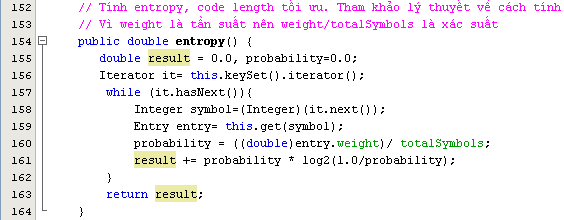 152 // Tính entropy, code length tối ưu. Tham khảo lý thuyết về cách tính
153 // Vì weight là tần suất nên weight/totalSymbols là xác suất
154 public double entropy() {
155 double result = 0.0, probability=0.0;
156 Iterator it= this.keySet().iterator();
157 while (it.hasNext()){
158 Integer symbol=(Integer)(it.next());
159 Entry entry= this.get(symbol);
160 probability = ((double)entry.weight)/ totalSymbols;
161 result += probability * log2(1.0/probability);
162 }
163 return result;
164 }